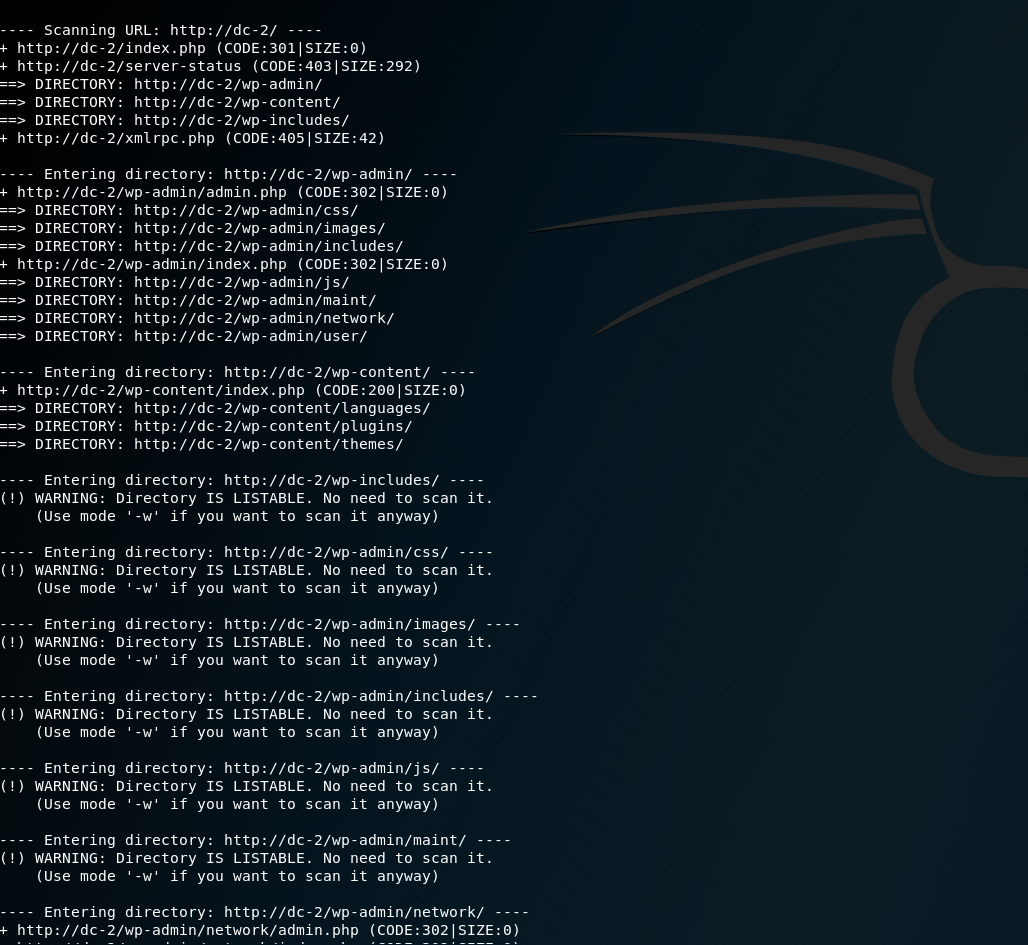 ---- Scanning URL: http://dc-2/ ----
+ http://dc-2/index.php (CODE:301|SIZE:0)
+ http://dc-2/server-status (CODE:403|SIZE:292)
==> DIRECTORY: http://dc-2/wp-admin/
==> DIRECTORY: http://dc-2/wp-content/
==> DIRECTORY: http://dc-2/wp-includes/
+ http://dc-2/xmlrpc.php (CODE:405|SIZE:42)
---- Entering directory: http://dc-2/wp-admin/ ----
+ http://dc-2/wp-admin/admin.php (CODE:302|SIZE:0)
==> DIRECTORY: http://dc-2/wp-admin/css/
==> DIRECTORY: http://dc-2/wp-admin/images/
==> DIRECTORY: http://dc-2/wp-admin/includes/
+ http://dc-2/wp-admin/index.php (CODE:302|SIZE:0)
==> DIRECTORY: http://dc-2/wp-admin/js/
==> DIRECTORY: http://dc-2/wp-admin/maint/
==> DIRECTORY: http://dc-2/wp-admin/network/
==> DIRECTORY: http://dc-2/wp-admin/user/
---- Entering directory: http://dc-2/wp-content/ ----
+ http://dc-2/wp-content/index.php (CODE:200|SIZE:0)
==> DIRECTORY: http://dc-2/wp-content/languages/
==> DIRECTORY: http://dc-2/wp-content/plugins/
==> DIRECTORY: http://dc-2/wp-content/themes/
---- Entering directory: http://dc-2/wp-includes/ ----
(!) WARNING: Directory IS LISTABLE. No need to scan it.
    (Use mode '-w' if you want to scan it anyway)
---- Entering directory: http://dc-2/wp-admin/css/ ----
(!) WARNING: Directory IS LISTABLE. No need to scan it.
    (Use mode '-w' if you want to scan it anyway)
---- Entering directory: http://dc-2/wp-admin/images/ ----
(!) WARNING: Directory IS LISTABLE. No need to scan it.
    (Use mode '-w' if you want to scan it anyway)
---- Entering directory: http://dc-2/wp-admin/includes/ ----
(!) WARNING: Directory IS LISTABLE. No need to scan it.
    (Use mode '-w' if you want to scan it anyway)
---- Entering directory: http://dc-2/wp-admin/js/ ----
(!) WARNING: Directory IS LISTABLE. No need to scan it.
    (Use mode '-w' if you want to scan it anyway)
---- Entering directory: http://dc-2/wp-admin/maint/ ----
(!) WARNING: Directory IS LISTABLE. No need to scan it.
    (Use mode '-w' if you want to scan it anyway)
---- Entering directory: http://dc-2/wp-admin/network/ ----
+ http://dc-2/wp-admin/network/admin.php (CODE:302|SIZE:0)